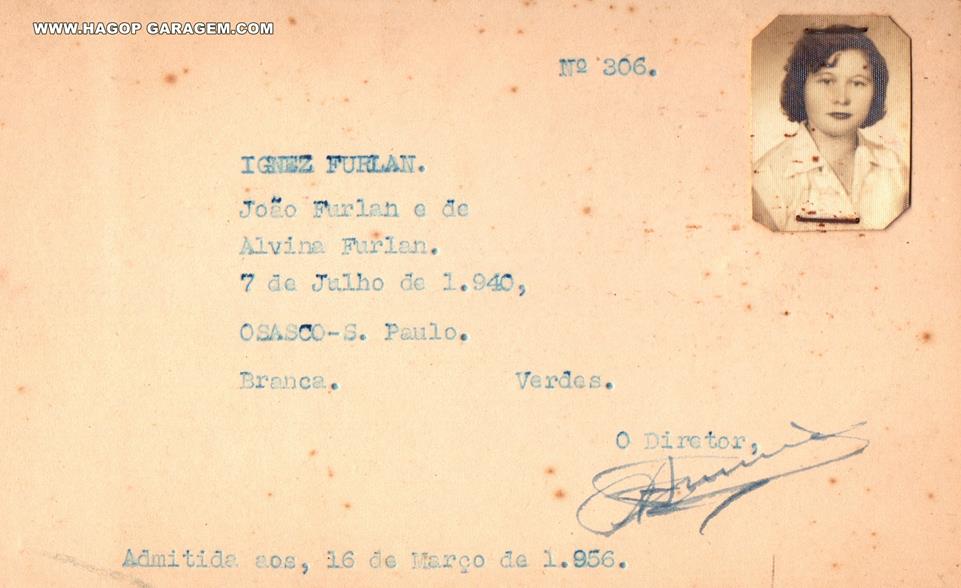 WWW.HAGOP GARAGEM.COM
Nº 306.
IGNEZ FURLAN.
João Furlan e de
Alvina Furlan.
7 de Julho de 1.940,
OSASCO-S. Paulo.
Branca. Verdes.
O Diretor,
Admitida aos, 16 de Março de 1.956.